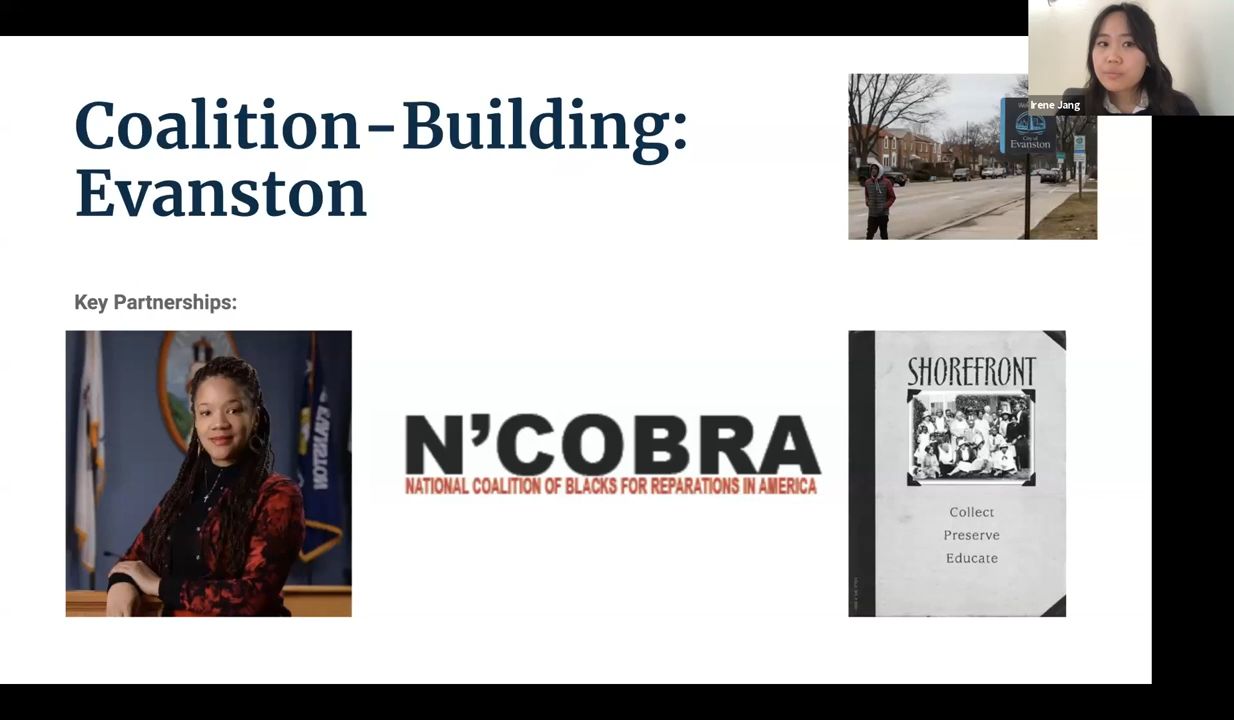 Coalition-Building:
Evanston
Irene Jang
City of
Evanston
Key Partnerships:
EVANSTON
N'COBRA
NATIONAL COALITION OF BLACKS FOR REPARATIONS IN AMERICA
SHOREFRONT
Collect
Preserve
Educate